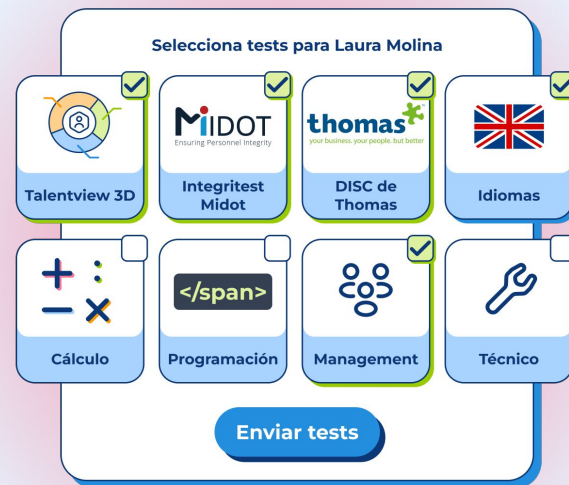 Selecciona tests para Laura Molina
MIDOT
Ensuring Personnel Integrity
thomas™
your business, your people, but better
Talentview 3D
Integritest
Midot
DISC de
Thomas
Idiomas
</span>
Cálculo
Programación
Management
Técnico
Enviar tests